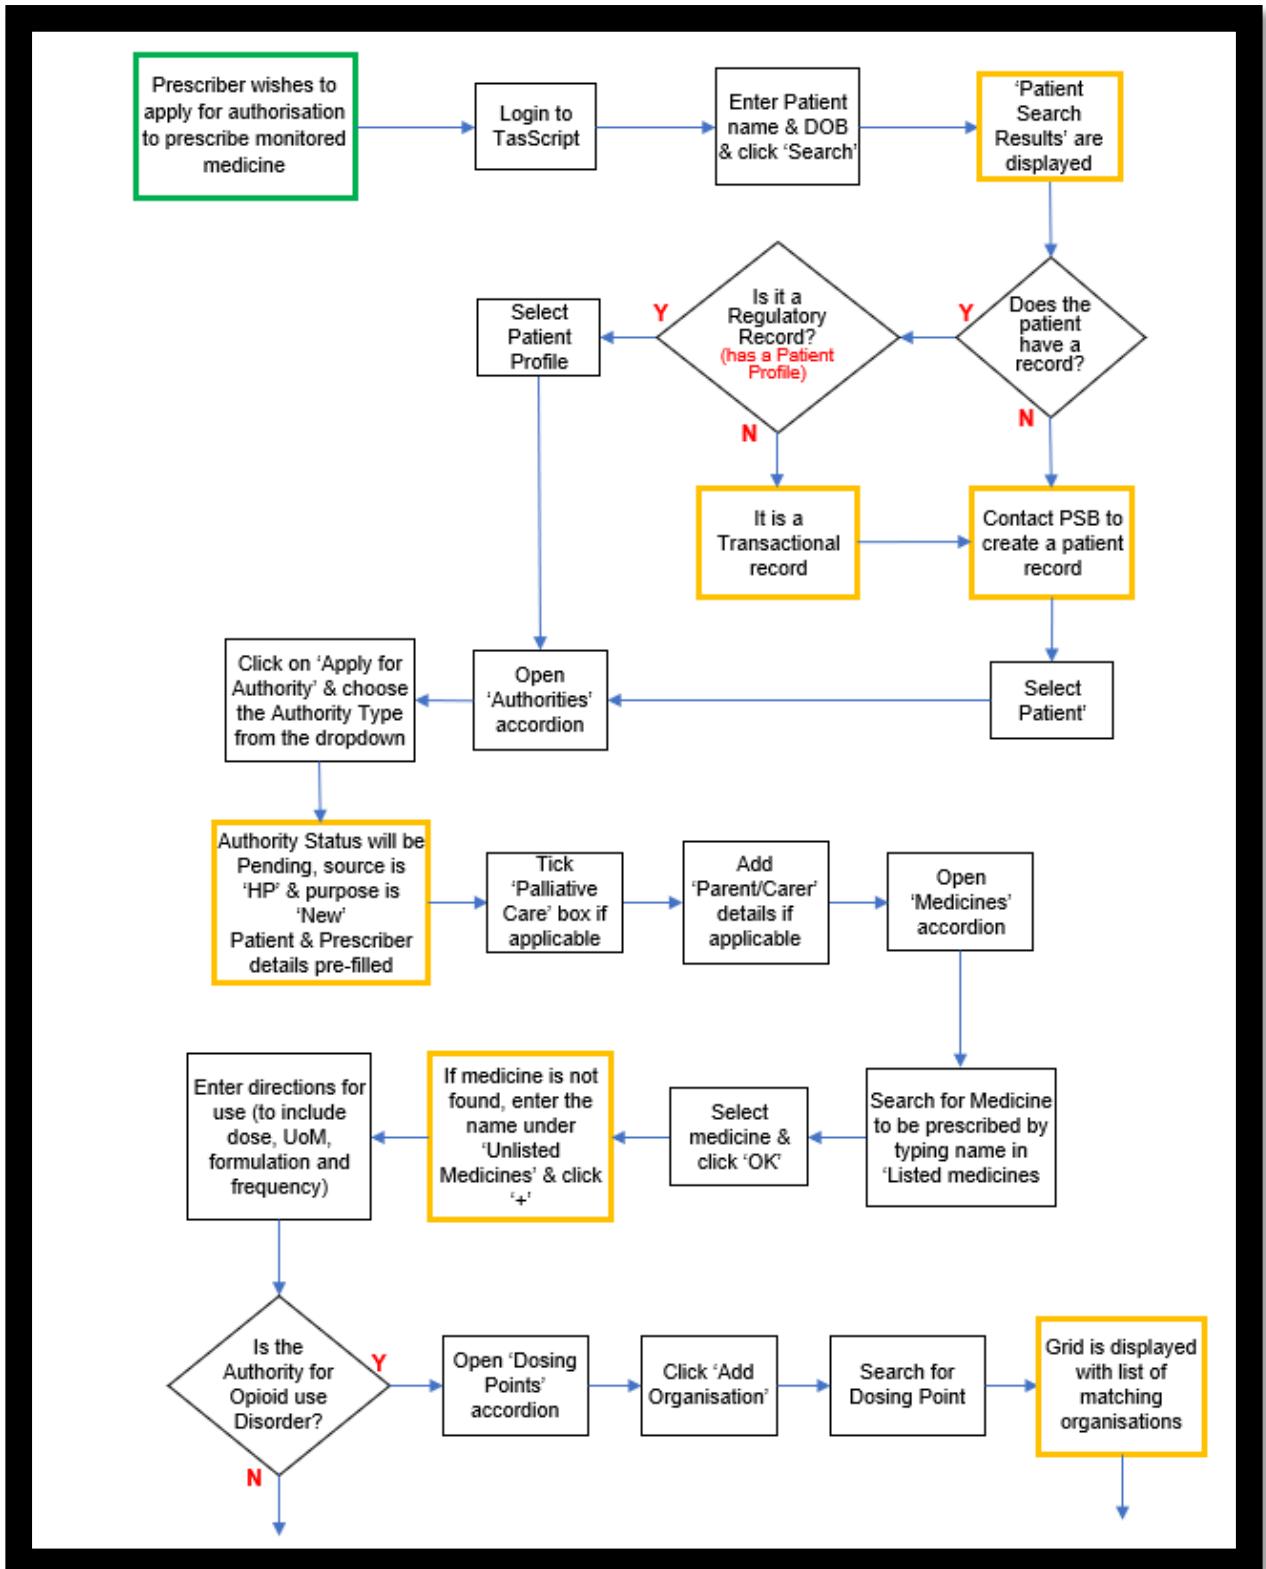 Prescriber wishes to
apply for authorisation
to prescribe monitored
medicine
Login to
TasScript
Enter Patient
name & DOB
& click ‘Search’
‘Patient
Search
Results’ are
displayed
Does the
patient
have a
record?
Y
N
Is it a
Regulatory
Record?
(has a Patient
Profile)
Y
N
Select
Patient
Profile
It is a
Transactional
record
Contact PSB to
create a patient
record
Select
Patient’
Open
‘Authorities’
accordion
Click on ‘Apply for
Authority’ & choose
the Authority Type
from the dropdown
Authority Status will be
Pending, source is
‘HP’ & purpose is
‘New’
Patient & Prescriber
details pre-filled
Tick
‘Palliative
Care’ box if
applicable
Add
‘Parent/Carer’
details if
applicable
Open
‘Medicines’
accordion
Search for Medicine
to be prescribed by
typing name in
‘Listed medicines
Select
medicine &
click ‘OK’
If medicine is not
found, enter the
name under
‘Unlisted
Medicines’ & click
‘+’
Enter directions for
use (to include
dose, UoM,
formulation and
frequency)
Is the
Authority for
Opioid use
Disorder?
Y
N
Open ‘Dosing
Points’
accordion
Click ‘Add
Organisation’
Search for
Dosing Point
Grid is displayed
with list of
matching
organisations